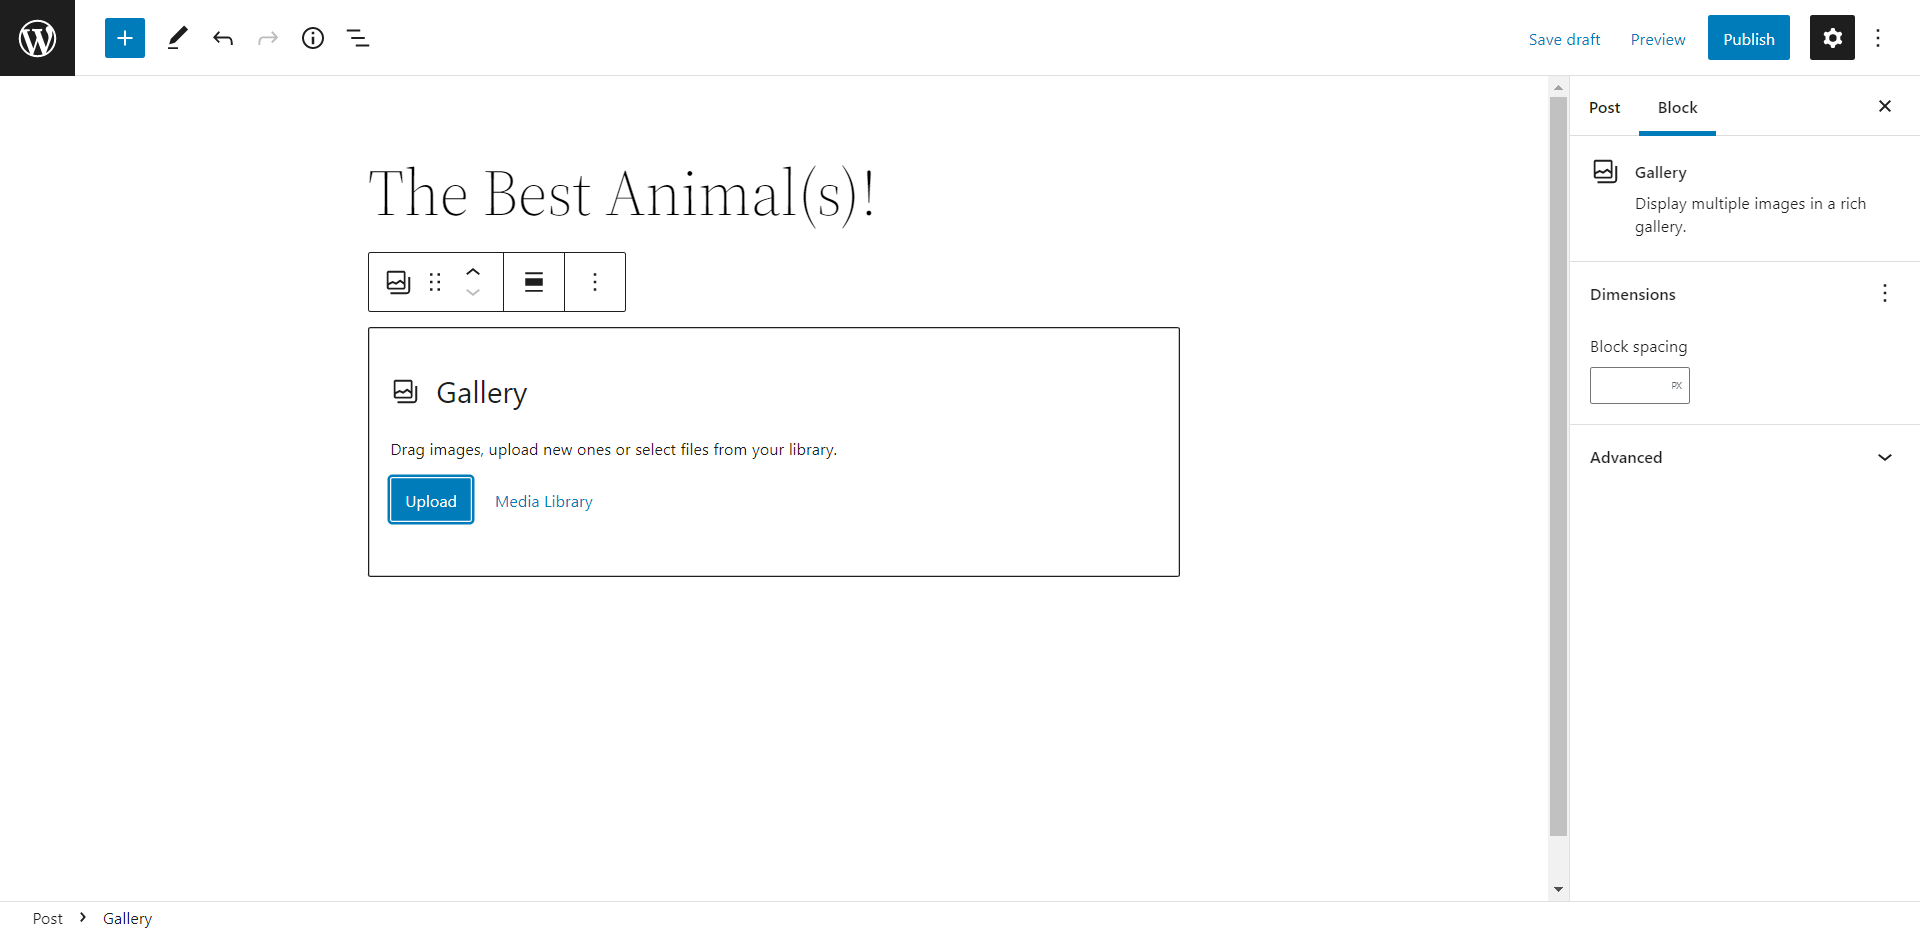 Save draft Preview Publish
Post Block
The Best Animal(s)!
Gallery
Display multiple images in a rich
gallery.
Dimensions
Block spacing
PX
Advanced
Gallery
Drag images, upload new ones or select files from your library.
Upload Media Library
Post Gallery